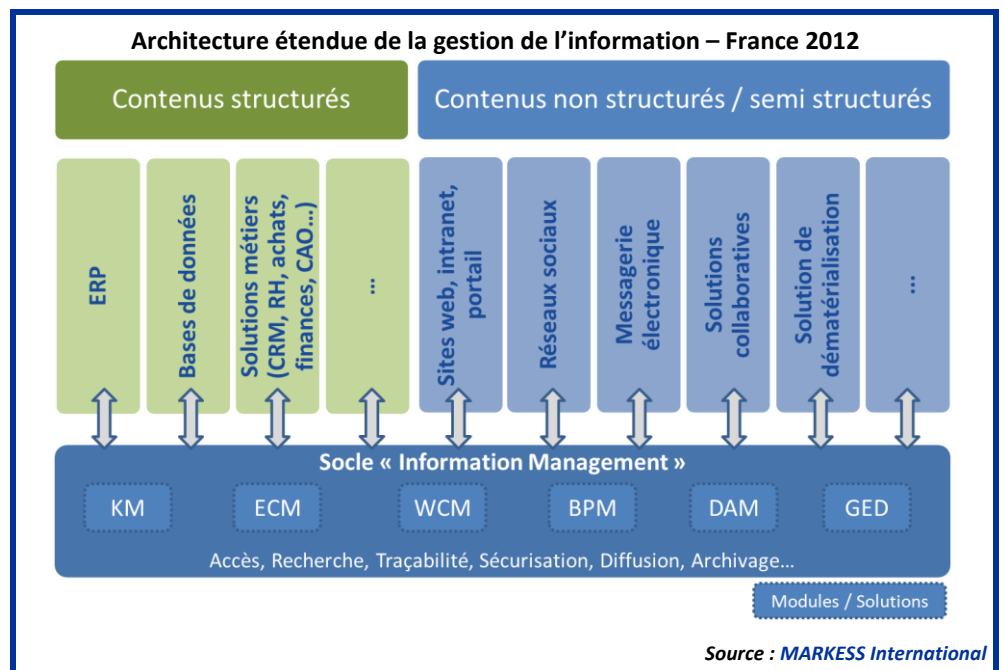 Architecture étendue de la gestion de l’information – France 2012
Contenus structurés
Contenus non structurés / semi structurés
ERP
Bases de données
Solutions métiers
(CRM, RH, achats,
finances, CAO...)
...
Sites web, intranet,
portail
Réseaux sociaux
Messagerie
électronique
Solutions
collaboratives
Solution de
dématérialisation
...
Socle « Information Management »
KM
ECM
WCM
BPM
DAM
GED
Accès, Recherche, Traçabilité, Sécurisation, Diffusion, Archivage...
Modules / Solutions
Source : MARKESS International